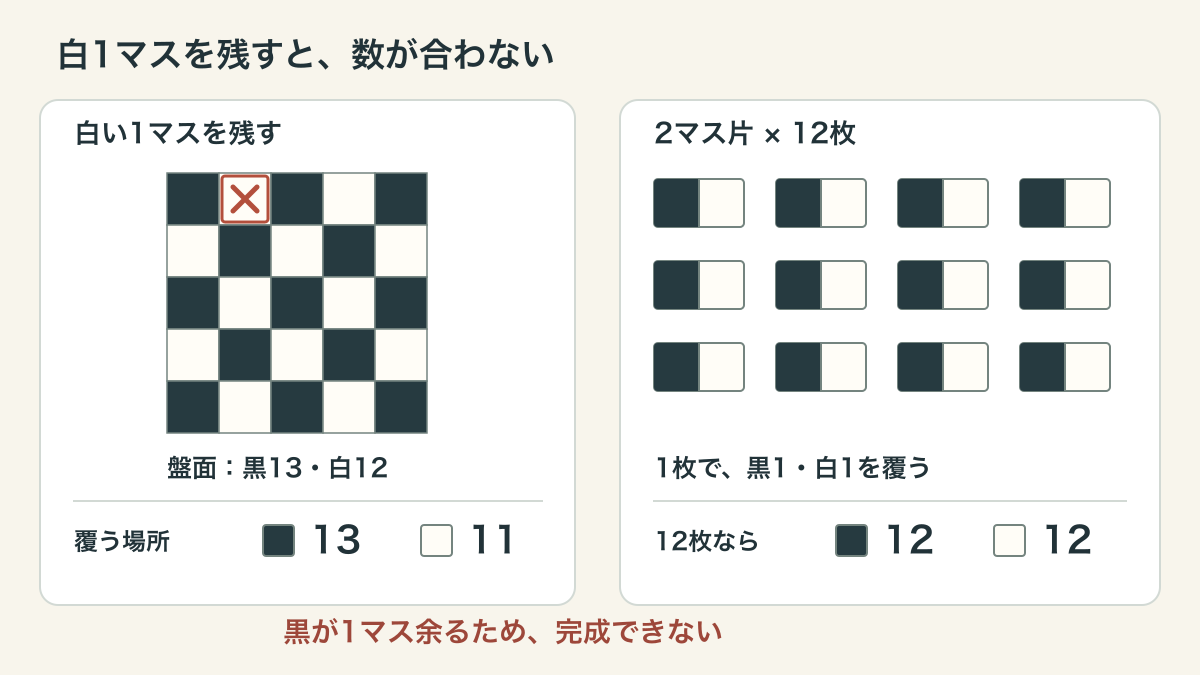 白1マスを残すと、数が合わない
白い1マスを残す
盤面：黒13・白12
覆う場所 13 11
2マス片 × 12枚
1枚で、黒1・白1を覆う
12枚なら 12 12
黒が1マス余るため、完成できない